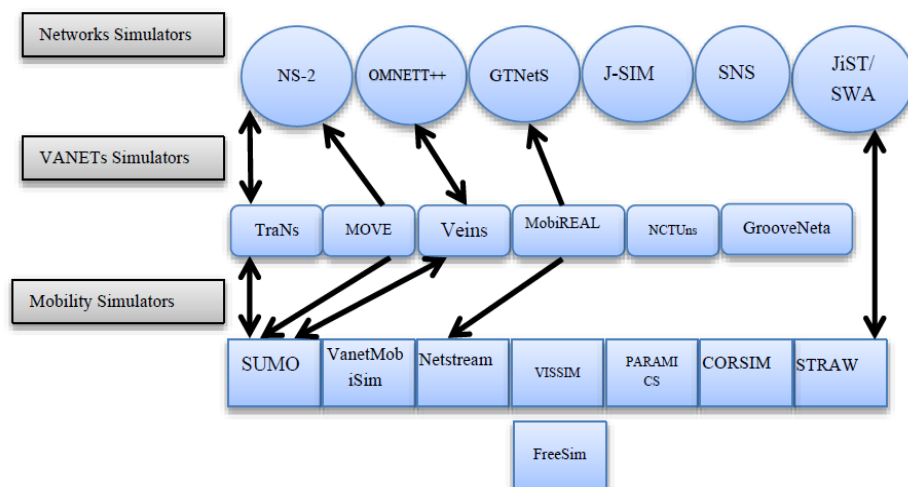 Networks Simulators
NS-2
OMNETT++
GTNetS
J-SIM
SNS
JiST/
SWA
VANETs Simulators
TraNs
MOVE
Veins
MobiREAL
NCTUns
GrooveNeta
Mobility Simulators
SUMO
VanetMob
iSim
Netstream
VISSIM
PARAMI
CS
CORSIM
STRAW
FreeSim